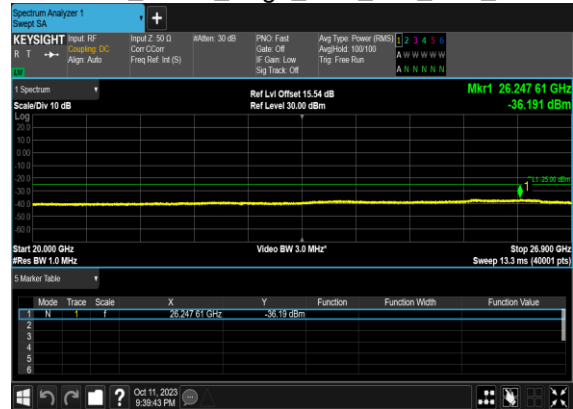 Spectrum Analyzer 1
Swept SA
+
KEYSIGHT Input: RF Input Z: 50 Ω #Atten: 30 dB PNO: Fast Avg Type: Power (RMS) 1 2 3 4 5 6
R T Coupling: DC Corr CCorr Gate: Off Avg|Hold: 100/100 A W W W W W
Align: Auto Freq Ref: Int (S) IF Gain: Low Trig: Free Run
LW Sig Track: Off A N N N N N
1 Spectrum Ref Lvl Offset 15.54 dB Mkr1 26.247 61 GHz
Scale/Div 10 dB Ref Level 30.00 dBm -36.191 dBm
Log
20.0
10.0
0.00
-10.0
-20.0
L1 -25.00 dBm
1
-30.0
-40.0
-50.0
-60.0
Start 20.000 GHz Video BW 3.0 MHz* Stop 26.900 GHz
#Res BW 1.0 MHz Sweep 13.3 ms (40001 pts)
5 Marker Table
Mode Trace Scale X Y Function Function Width Function Value
1 N 1 f 26.247 61 GHz -36.19 dBm
2
3
4
5
6
? Oct 11, 2023
9:39:43 PM